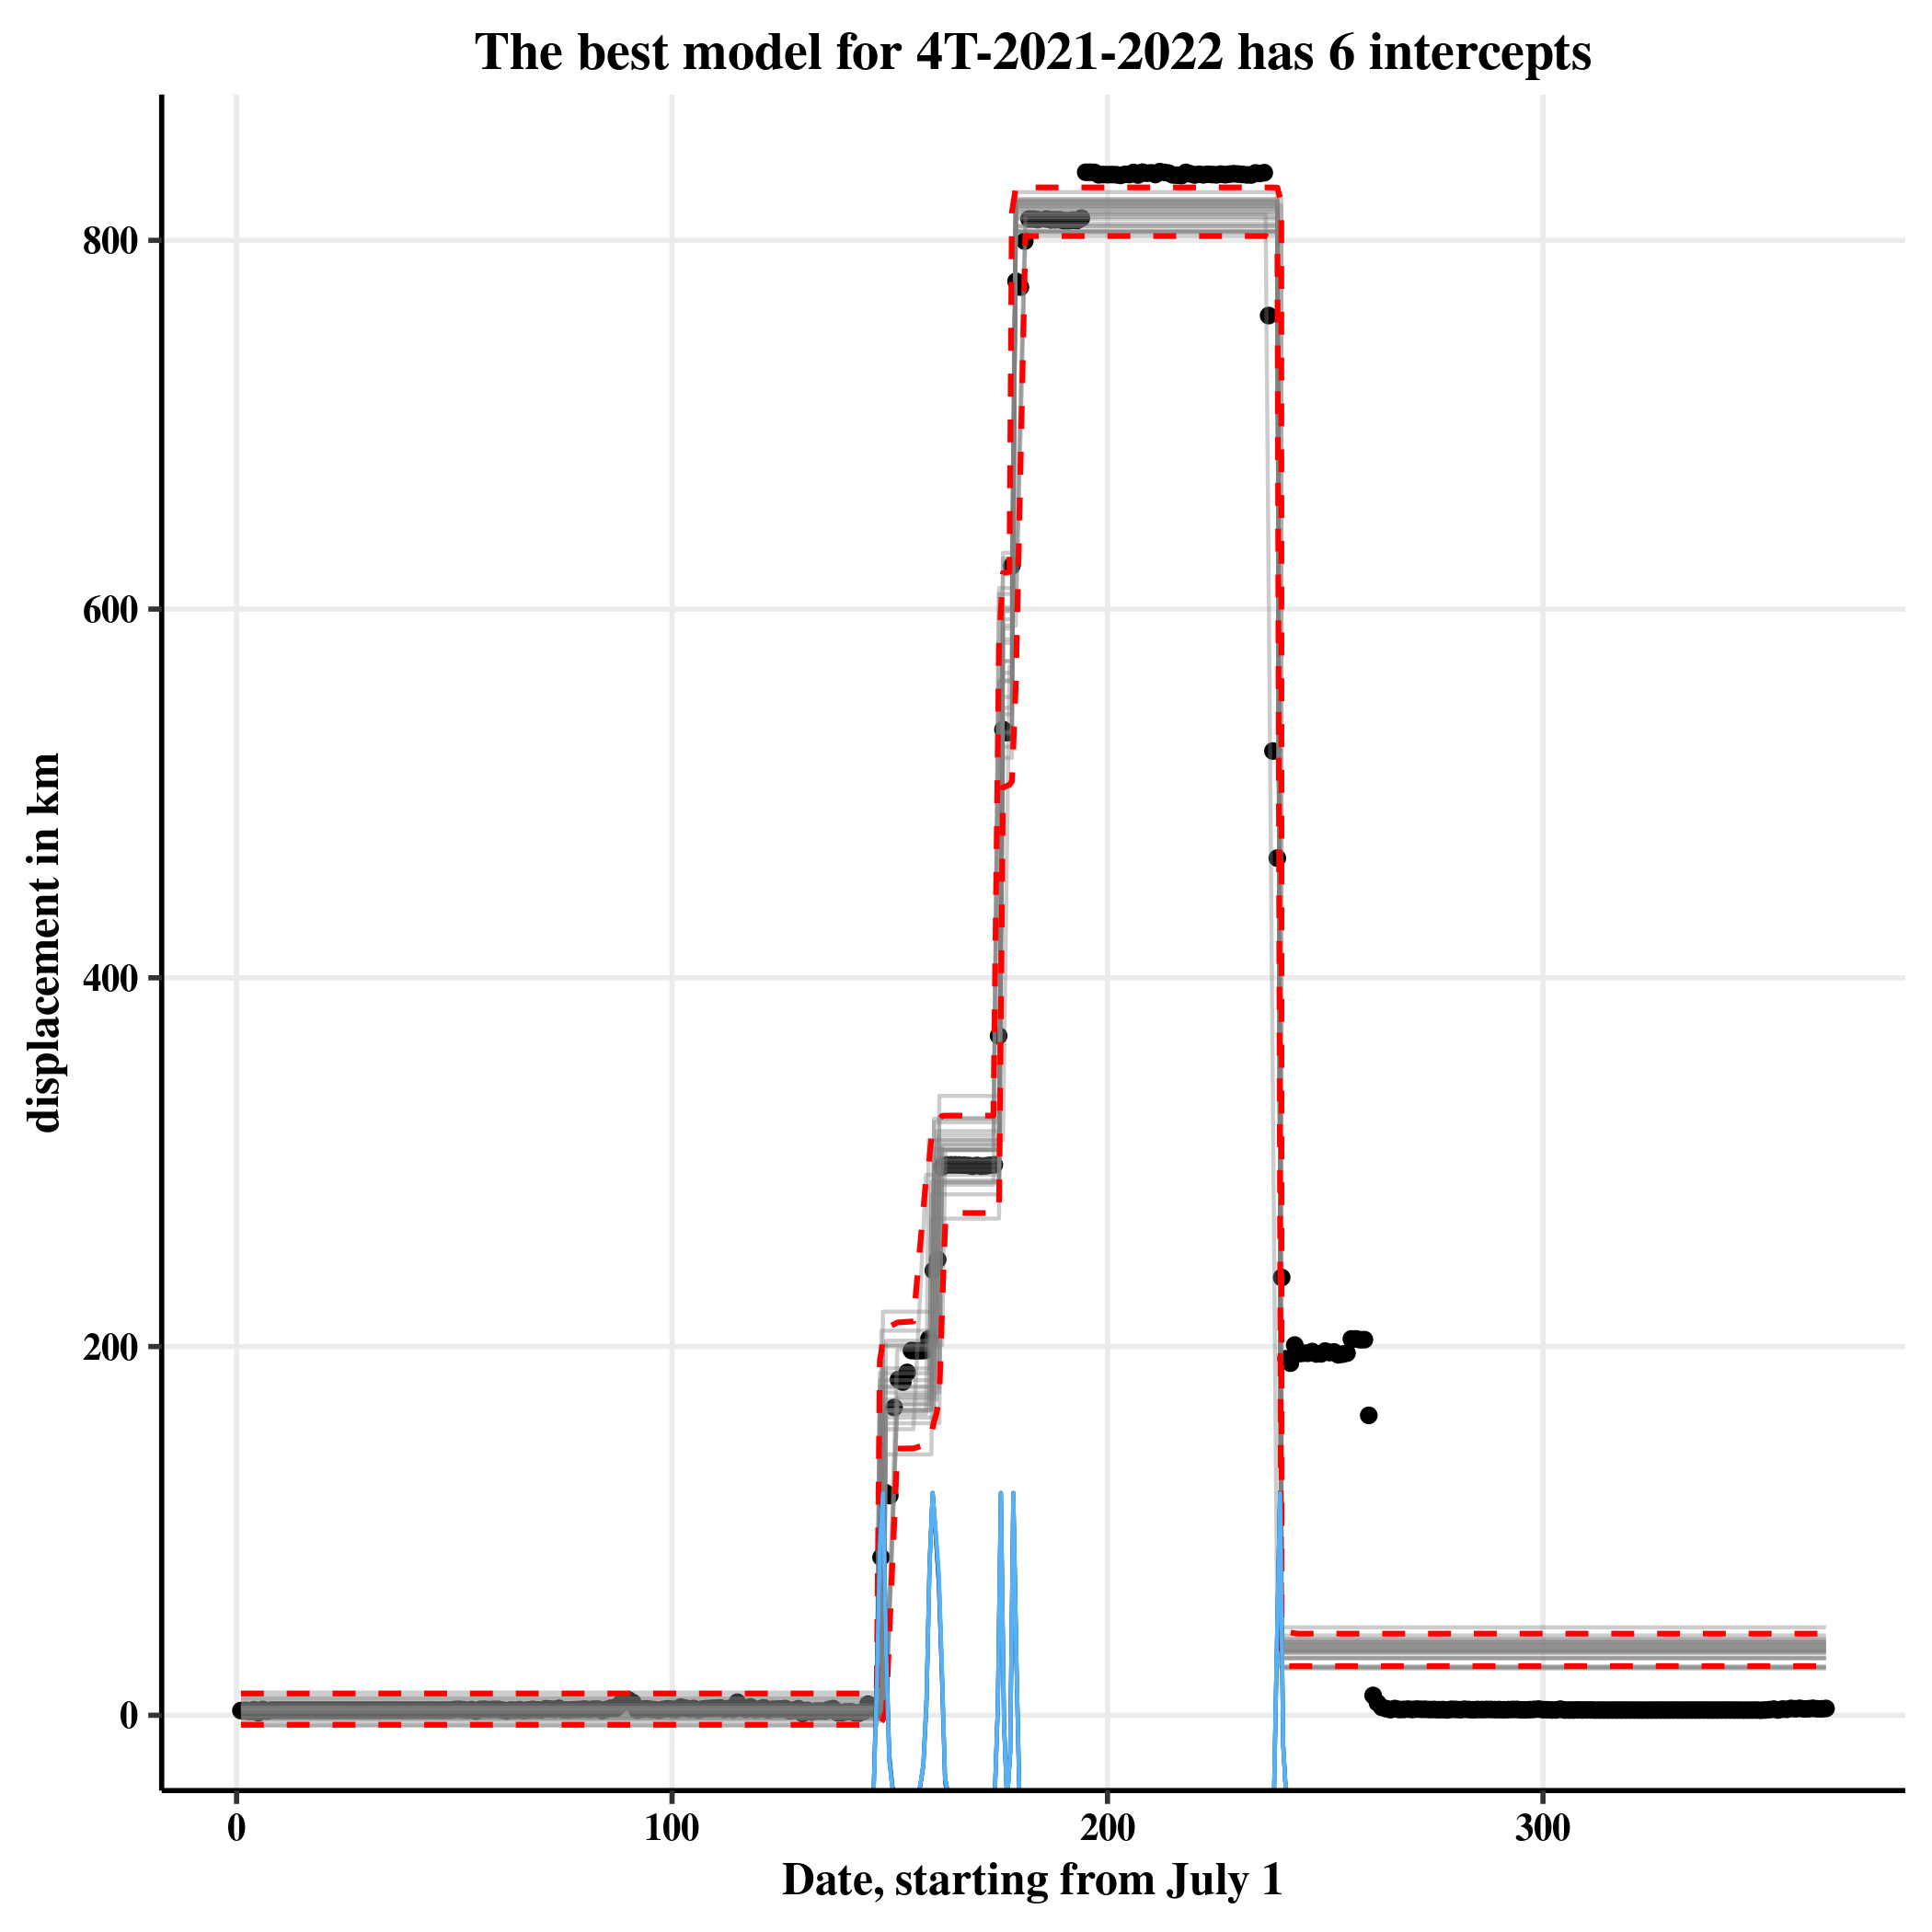 The best model for 4T-2021-2022 has 6 intercepts
800
600
400
200
0
displacement in km
0 100 200 300
Date, starting from July 1